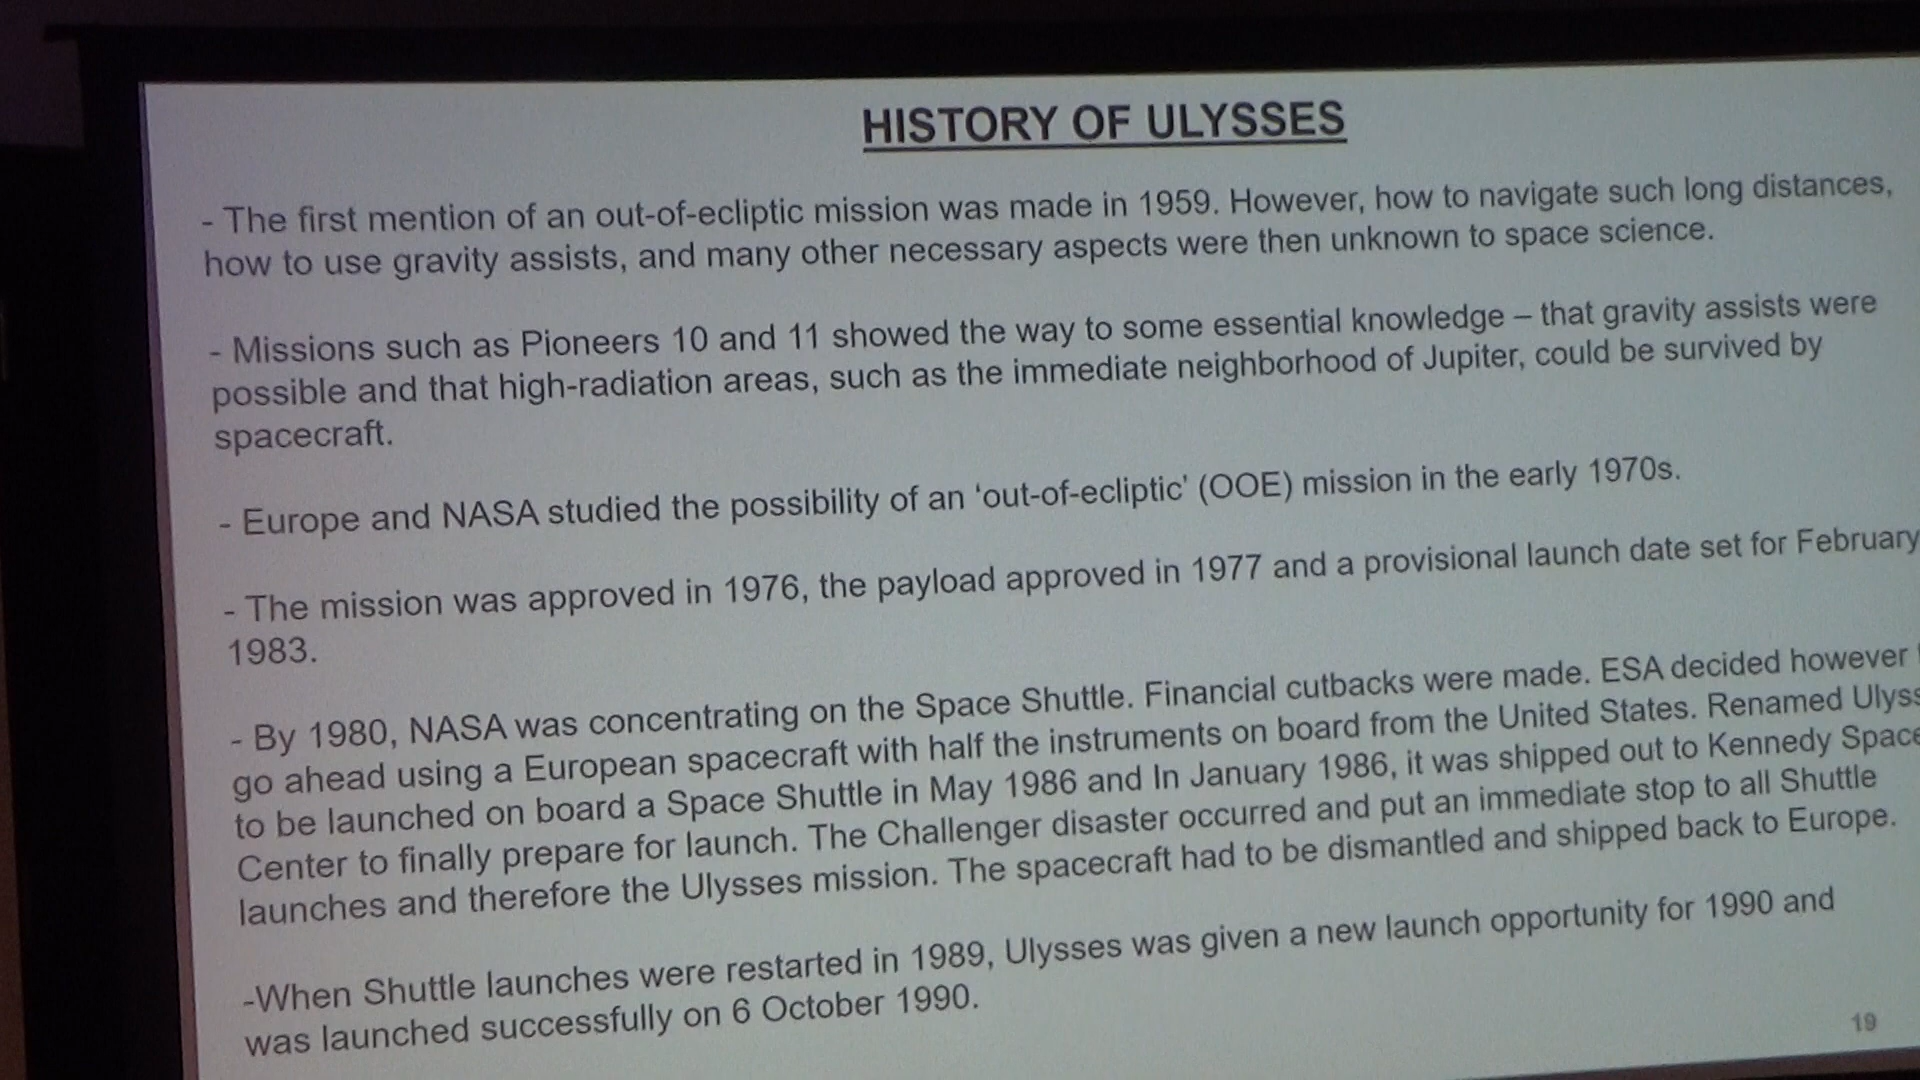 HISTORY OF ULYSSES
- The first mention of an out-of-ecliptic mission was made in 1959. However, how to navigate such long distances,
how to use gravity assists, and many other necessary aspects were then unknown to space science.
- Missions such as Pioneers 10 and 11 showed the way to some essential knowledge – that gravity assists were
possible and that high-radiation areas, such as the immediate neighborhood of Jupiter, could be survived by
spacecraft.
- Europe and NASA studied the possibility of an ‘out-of-ecliptic’ (OOE) mission in the early 1970s.
- The mission was approved in 1976, the payload approved in 1977 and a provisional launch date set for February
1983.
- By 1980, NASA was concentrating on the Space Shuttle. Financial cutbacks were made. ESA decided however
go ahead using a European spacecraft with half the instruments on board from the United States. Renamed Ulyss
to be launched on board a Space Shuttle in May 1986 and In January 1986, it was shipped out to Kennedy Space
Center to finally prepare for launch. The Challenger disaster occurred and put an immediate stop to all Shuttle
launches and therefore the Ulysses mission. The spacecraft had to be dismantled and shipped back to Europe.
-When Shuttle launches were restarted in 1989, Ulysses was given a new launch opportunity for 1990 and
was launched successfully on 6 October 1990.
19